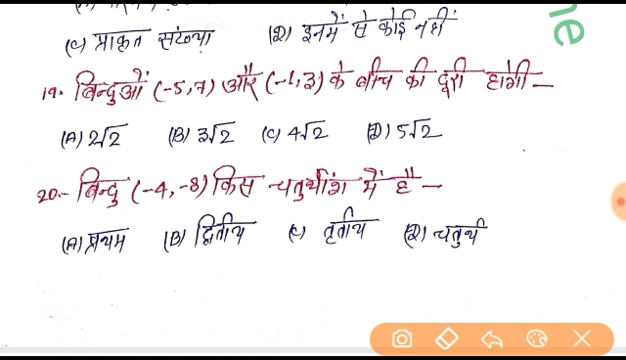 (C) प्राकृत संख्या (D) इनमें से कोई नहीं
19. बिन्दुओं (-5,7) और (-1,3) के बीच की दूरी होगी -
(A) 2√2 (B) 3√2 (C) 4√2 (D) 5√2
20.- बिन्दु (-4,-8) किस चतुर्थांश में है -
(A) प्रथम (B) द्वितीय (C) तृतीय (D) चतुर्थ
ne